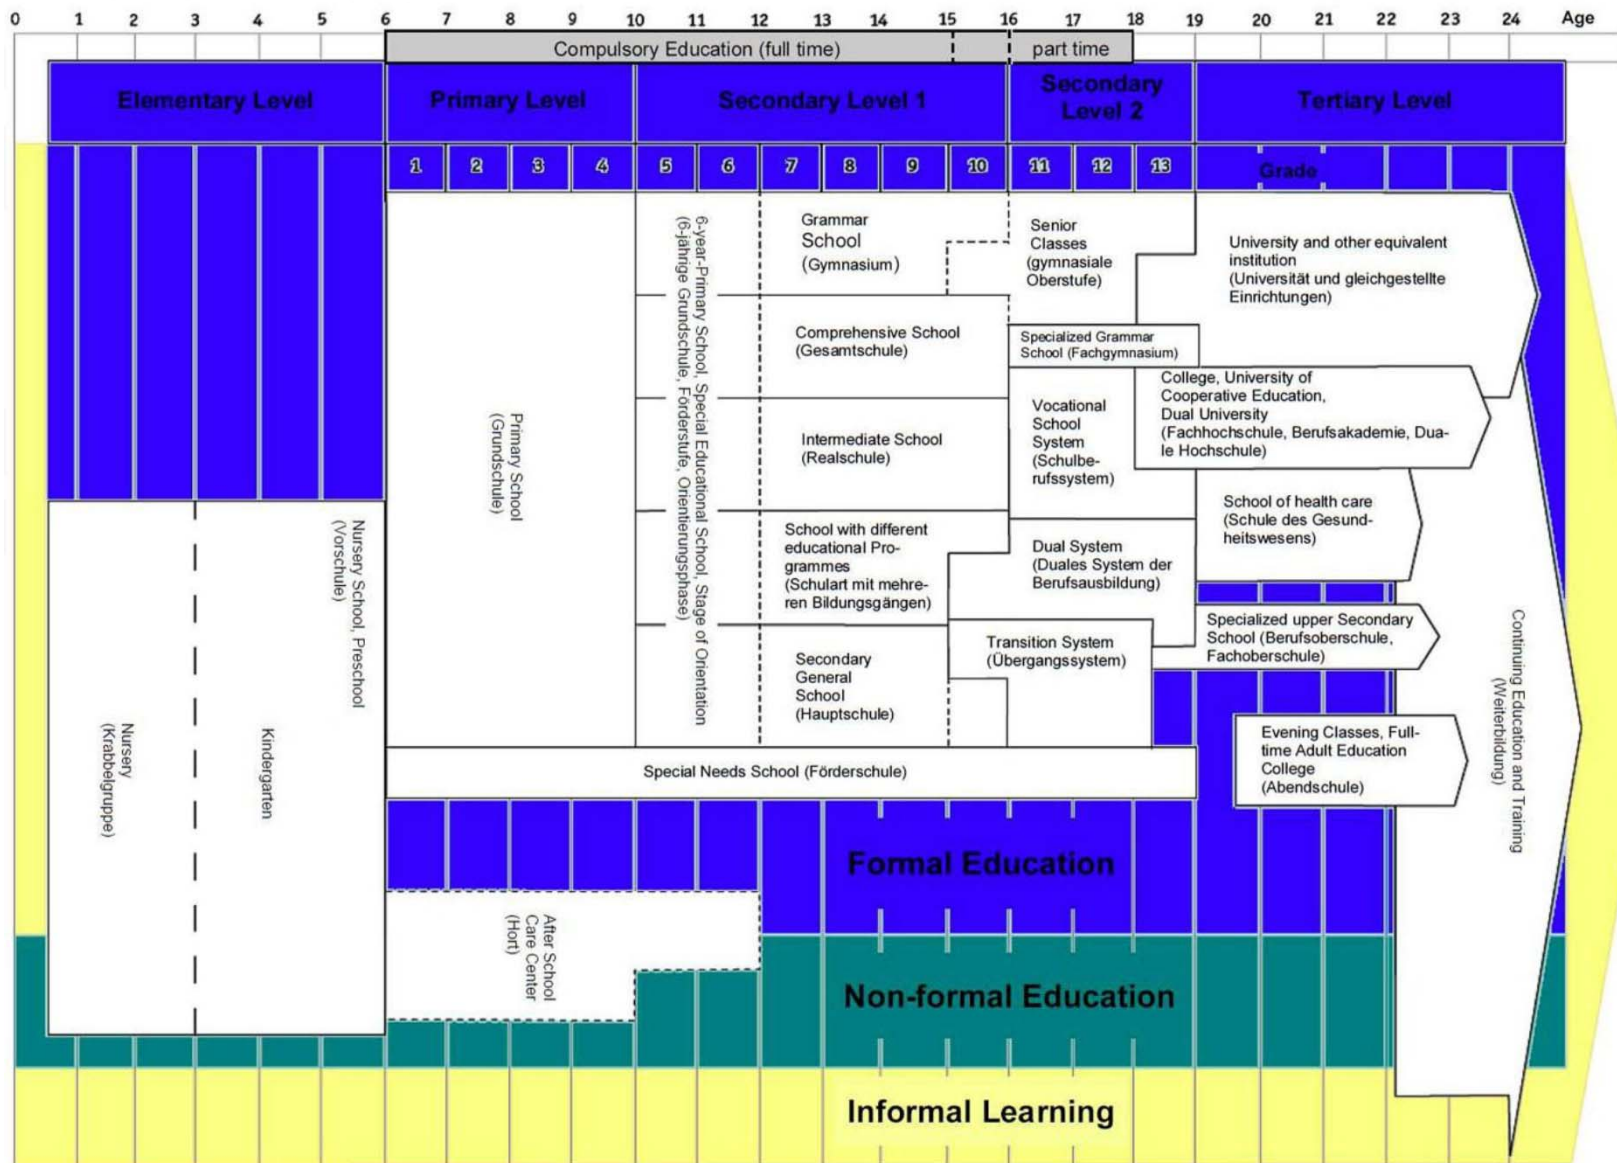 0 1 2 3 4 5 6 7 8 9 10 11 12 13 14 15 16 17 18 19 20 21 22 23 24 Age
Compulsory Education (full time)
part time
Elementary Level
Primary Level
Secondary Level 1
Secondary
Level 2
Tertiary Level
1 2 3 4 5 6 7 8 9 10 11 12 13
Grade
Nursery
(Krabbelgruppe)
Kindergarten
Nursery School, Preschool
(Vorschule)
Primary School
(Grundschule)
6-year-Primary School, Special Educational School, Stage of Orientation
(6-jährige Grundschule, Förderstufe, Orientierungsphase)
Grammar
School
(Gymnasium)
Comprehensive School
(Gesamtschule)
Intermediate School
(Realschule)
School with different
educational Pro-
grammes
(Schulart mit mehre-
ren Bildungsgängen)
Secondary
General
School
(Hauptschule)
Senior
Classes
(gymnasiale
Oberstufe)
Specialized Grammar
School (Fachgymnasium)
Vocational
School
System
(Schulbe-
rufssystem)
Dual System
(Duales System der
Berufsausbildung)
Transition System
(Übergangssystem)
University and other equivalent
institution
(Universität und gleichgestellte
Einrichtungen)
College, University of
Cooperative Education,
Dual University
(Fachhochschule, Berufsakademie, Dua-
le Hochschule)
School of health care
(Schule des Gesund-
heitswesens)
Specialized upper Secondary
School (Berufsoberschule,
Fachoberschule)
Evening Classes, Full-
time Adult Education
College
(Abendschule)
Continuing Education and Training
(Weiterbildung)
Special Needs School (Förderschule)
After School
Care Center
(Hort)
Formal Education
Non-formal Education
Informal Learning